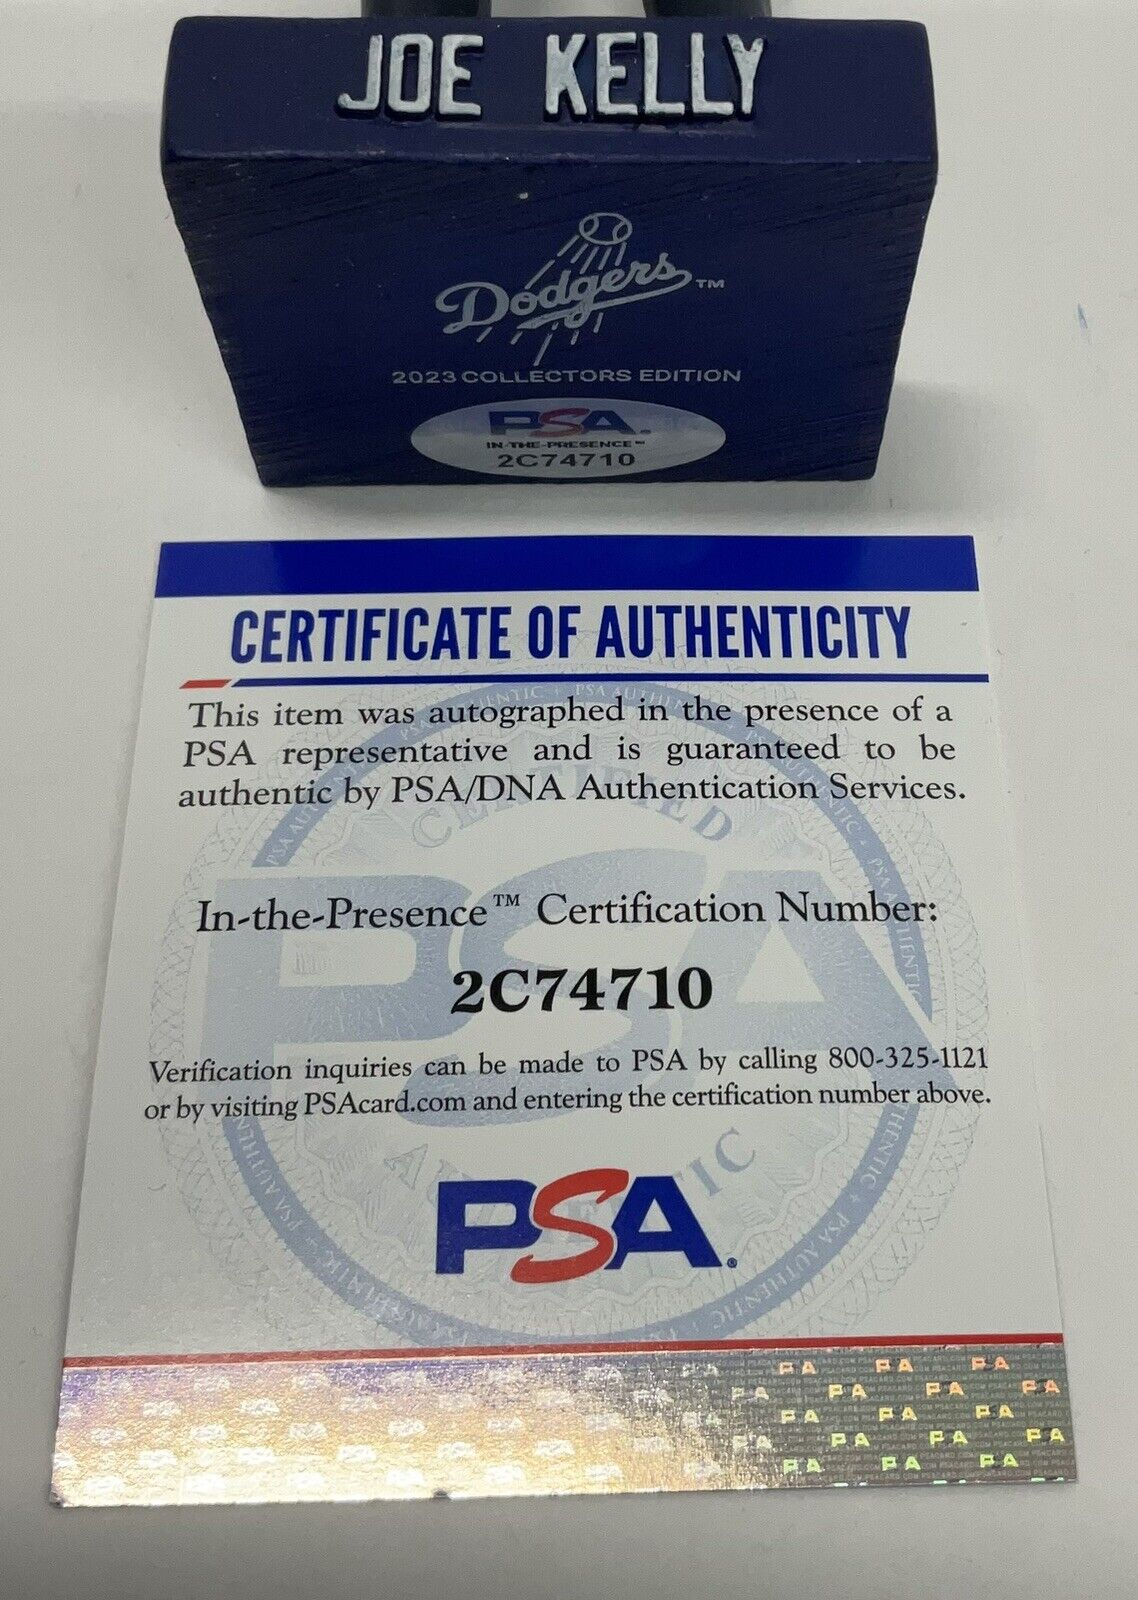 JOE KELLY
Dodgers™
2023 COLLECTORS EDITION
PSA.
IN-THE-PRESENCE™
2C74710
CERTIFICATE OF AUTHENTICITY
This item was autographed in the presence of a
PSA representative and is guaranteed to be
authentic by PSA/DNA Authentication Services.
In-the-Presence™ Certification Number:
2C74710
Verification inquiries can be made to PSA by calling 800-325-1121
or by visiting PSAcard.com and entering the certification number above.
PSA®